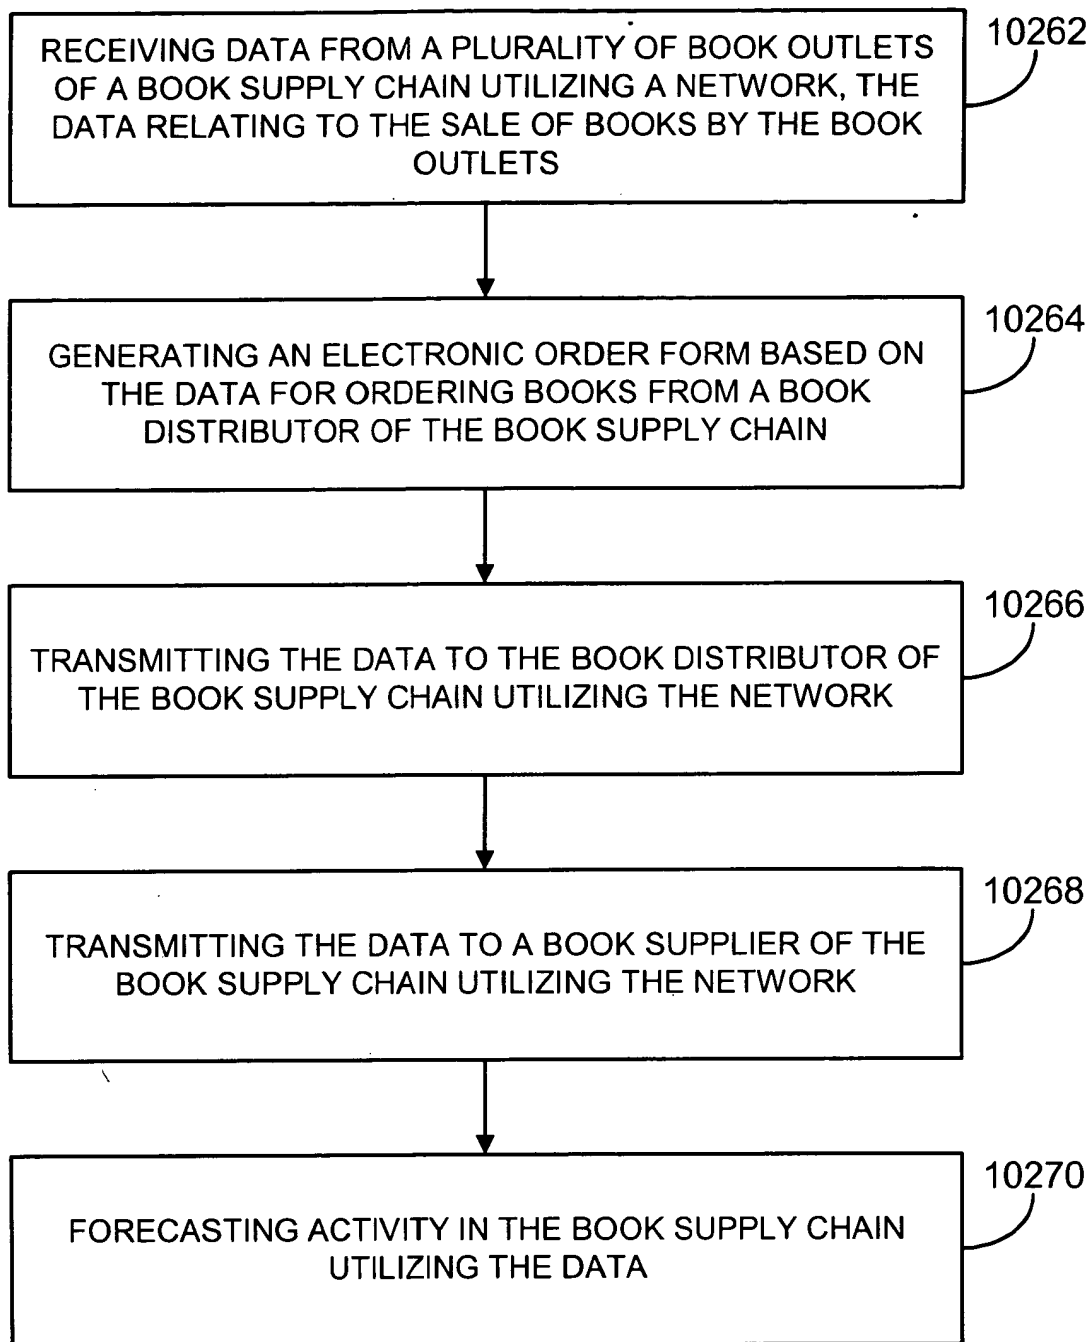 RECEIVING DATA FROM A PLURALITY OF BOOK OUTLETS
OF A BOOK SUPPLY CHAIN UTILIZING A NETWORK, THE
DATA RELATING TO THE SALE OF BOOKS BY THE BOOK
OUTLETS
10262
GENERATING AN ELECTRONIC ORDER FORM BASED ON
THE DATA FOR ORDERING BOOKS FROM A BOOK
DISTRIBUTOR OF THE BOOK SUPPLY CHAIN
10264
TRANSMITTING THE DATA TO THE BOOK DISTRIBUTOR OF
THE BOOK SUPPLY CHAIN UTILIZING THE NETWORK
10266
TRANSMITTING THE DATA TO A BOOK SUPPLIER OF THE
BOOK SUPPLY CHAIN UTILIZING THE NETWORK
10268
FORECASTING ACTIVITY IN THE BOOK SUPPLY CHAIN
UTILIZING THE DATA
10270